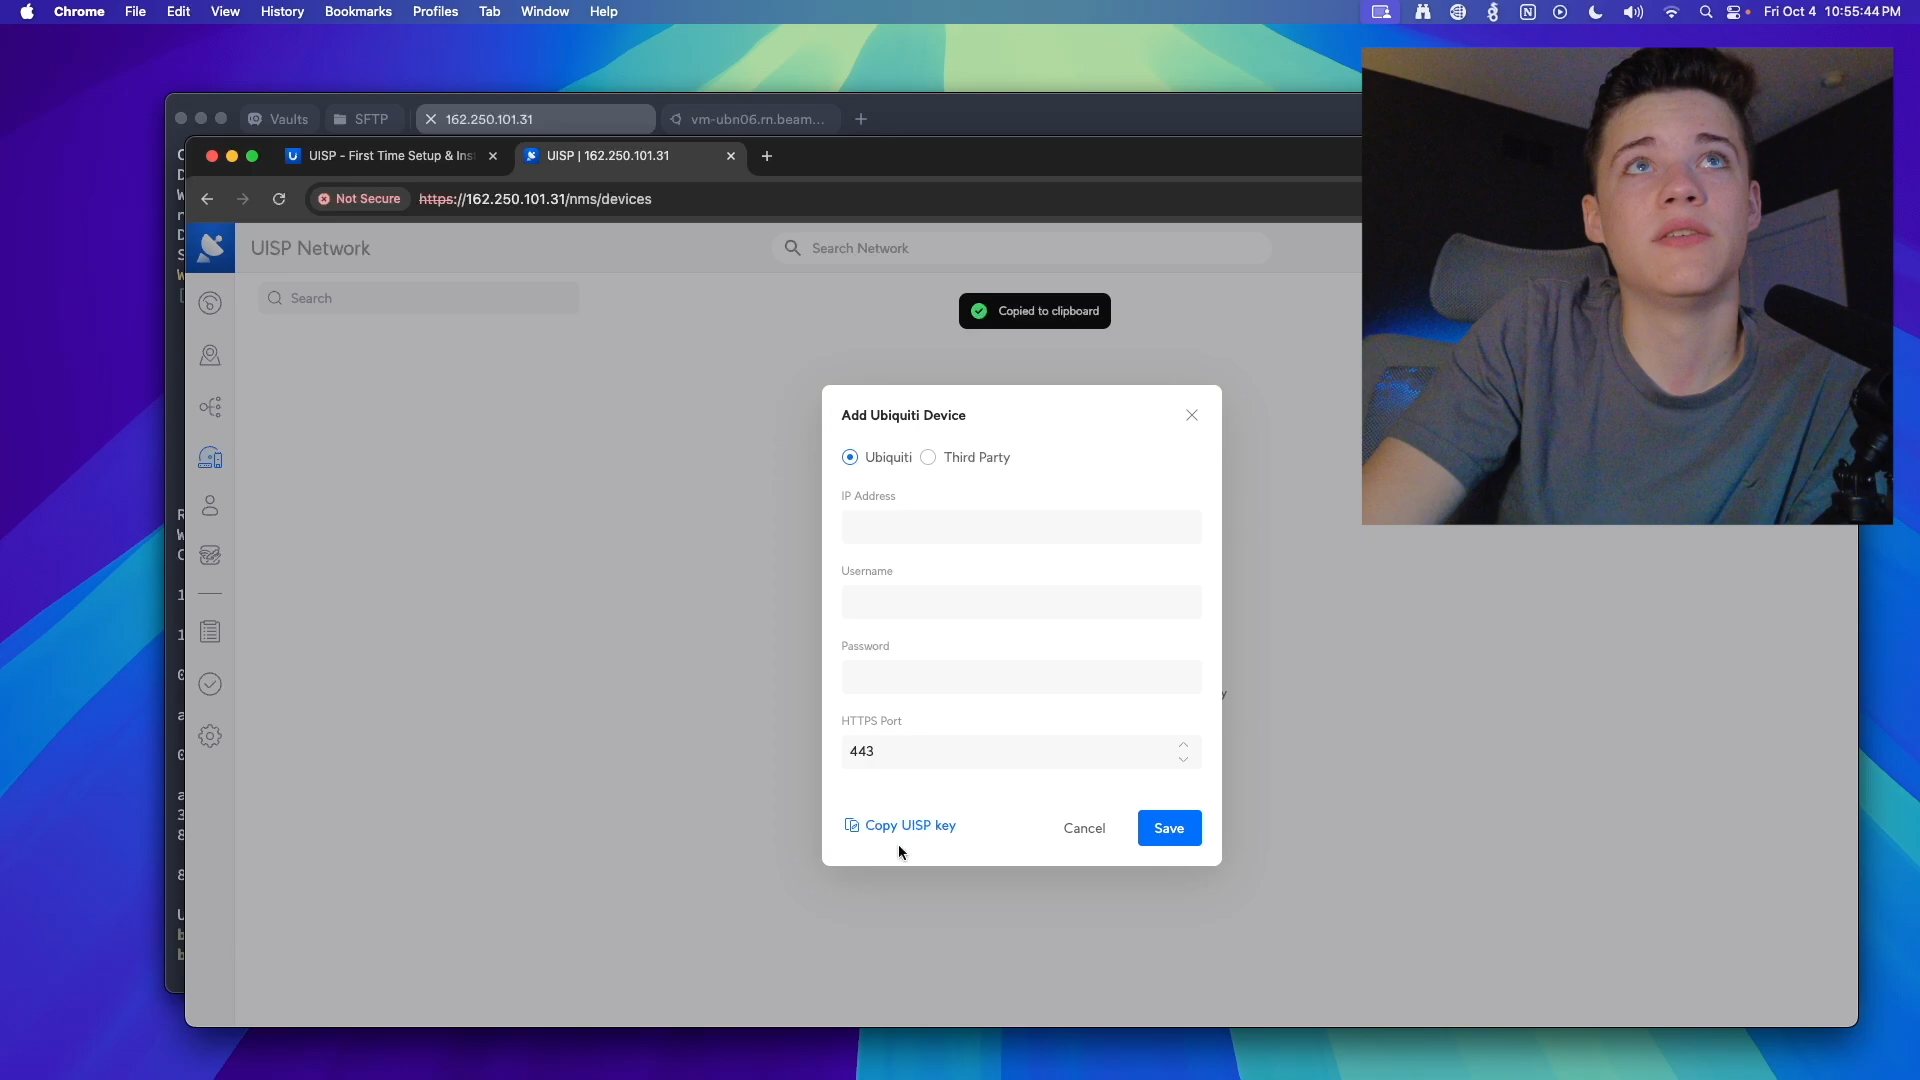 Chrome File Edit View History Bookmarks Profiles Tab Window Help
Fri Oct 4 10:55:44 PM
Vaults SFTP 162.250.101.31 vm-ubn06.rn.beam...
UISP - First Time Setup & Ins UISP | 162.250.101.31
Not Secure https://162.250.101.31/nms/devices
UISP Network
Search Network
Search
Copied to clipboard
Add Ubiquiti Device
Ubiquiti Third Party
IP Address
Username
Password
HTTPS Port
443
Copy UISP key
Cancel
Save